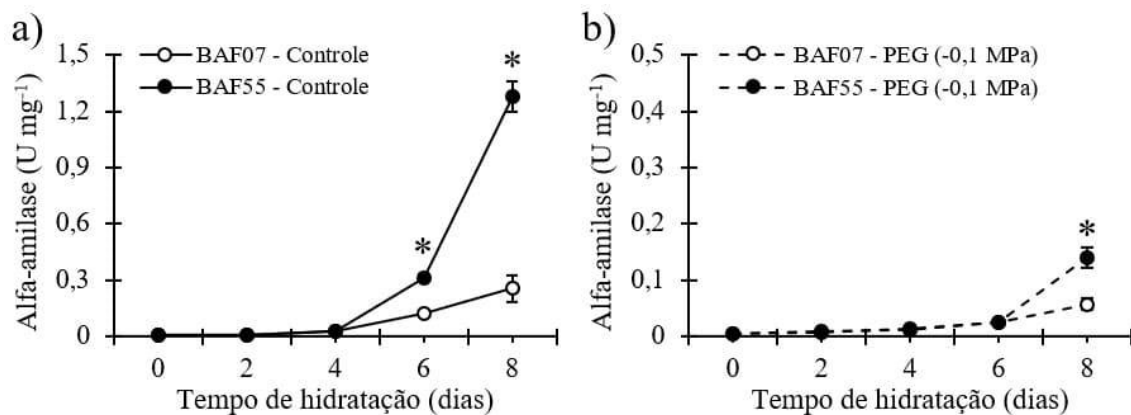 a)
BAF07 - Controle
BAF55 - Controle
1,5
1,2
0,9
0,6
0,3
0
Alfa-amilase (U mg⁻¹)
*
*
0 2 4 6 8
Tempo de hidratação (dias)
b)
BAF07 - PEG (-0,1 MPa)
BAF55 - PEG (-0,1 MPa)
0,5
0,4
0,3
0,2
0,1
0
Alfa-amilase (U mg⁻¹)
*
0 2 4 6 8
Tempo de hidratação (dias)